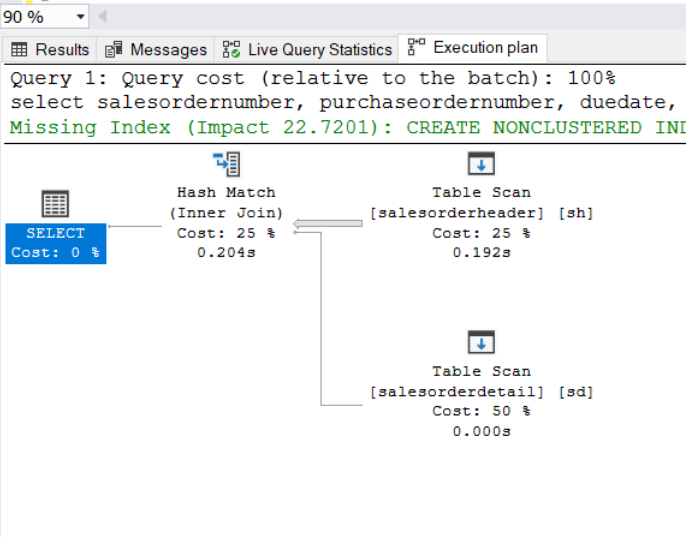 90 %
Results Messages Live Query Statistics Execution plan
Query 1: Query cost (relative to the batch): 100%
select salesordernumber, purchaseordernumber, duedate,
Missing Index (Impact 22.7201): CREATE NONCLUSTERED
SELECT
Cost: 0 %
Hash Match
(Inner Join)
Cost: 25 %
0.204s
Table Scan
[salesorderheader] [sh]
Cost: 25 %
0.192s
Table Scan
[salesorderdetail] [sd]
Cost: 50 %
0.000s